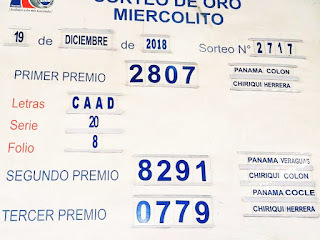 SORTEO DE ORO
MIERCOLITO
19 de DICIEMBRE de 2018 Sorteo N° 2717
PRIMER PREMIO 2807 PANAMA COLON
CHIRIQUI HERRERA
Letras CAAD
Serie 20
Folio 8
SEGUNDO PREMIO 8291 PANAMA VERAGUAS
CHIRIQUI COLON
TERCER PREMIO 0779 PANAMA COCLE
CHIRIQUI HERRERA